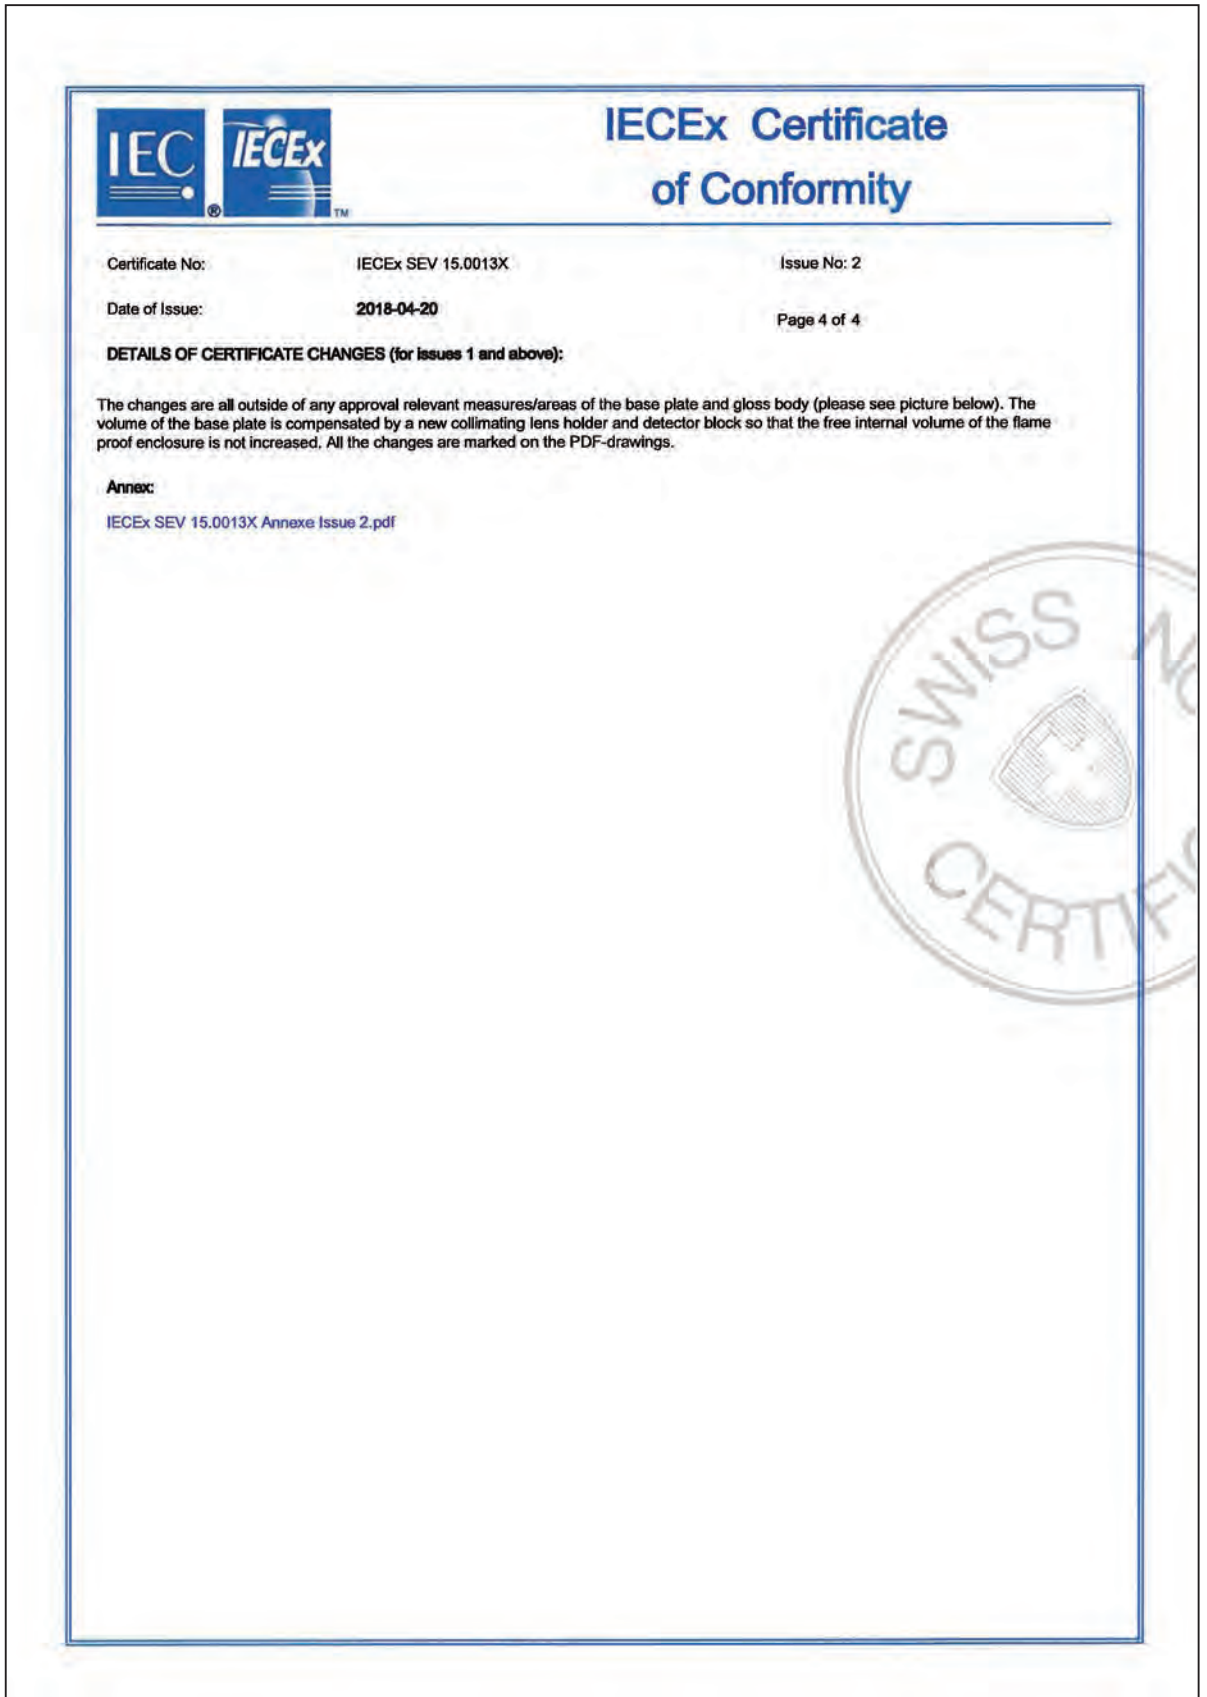 IEC
®
IECEx
TM
IECEx Certificate
of Conformity
Certificate No: IECEx SEV 15.0013X Issue No: 2
Date of Issue: 2018-04-20
Page 4 of 4
DETAILS OF CERTIFICATE CHANGES (for issues 1 and above):
The changes are all outside of any approval relevant measures/areas of the base plate and gloss body (please see picture below). The
volume of the base plate is compensated by a new collimating lens holder and detector block so that the free internal volume of the flame
proof enclosure is not increased. All the changes are marked on the PDF-drawings.
Annex:
IECEx SEV 15.0013X Annexe Issue 2.pdf
SWISS NO
CERTIFIC